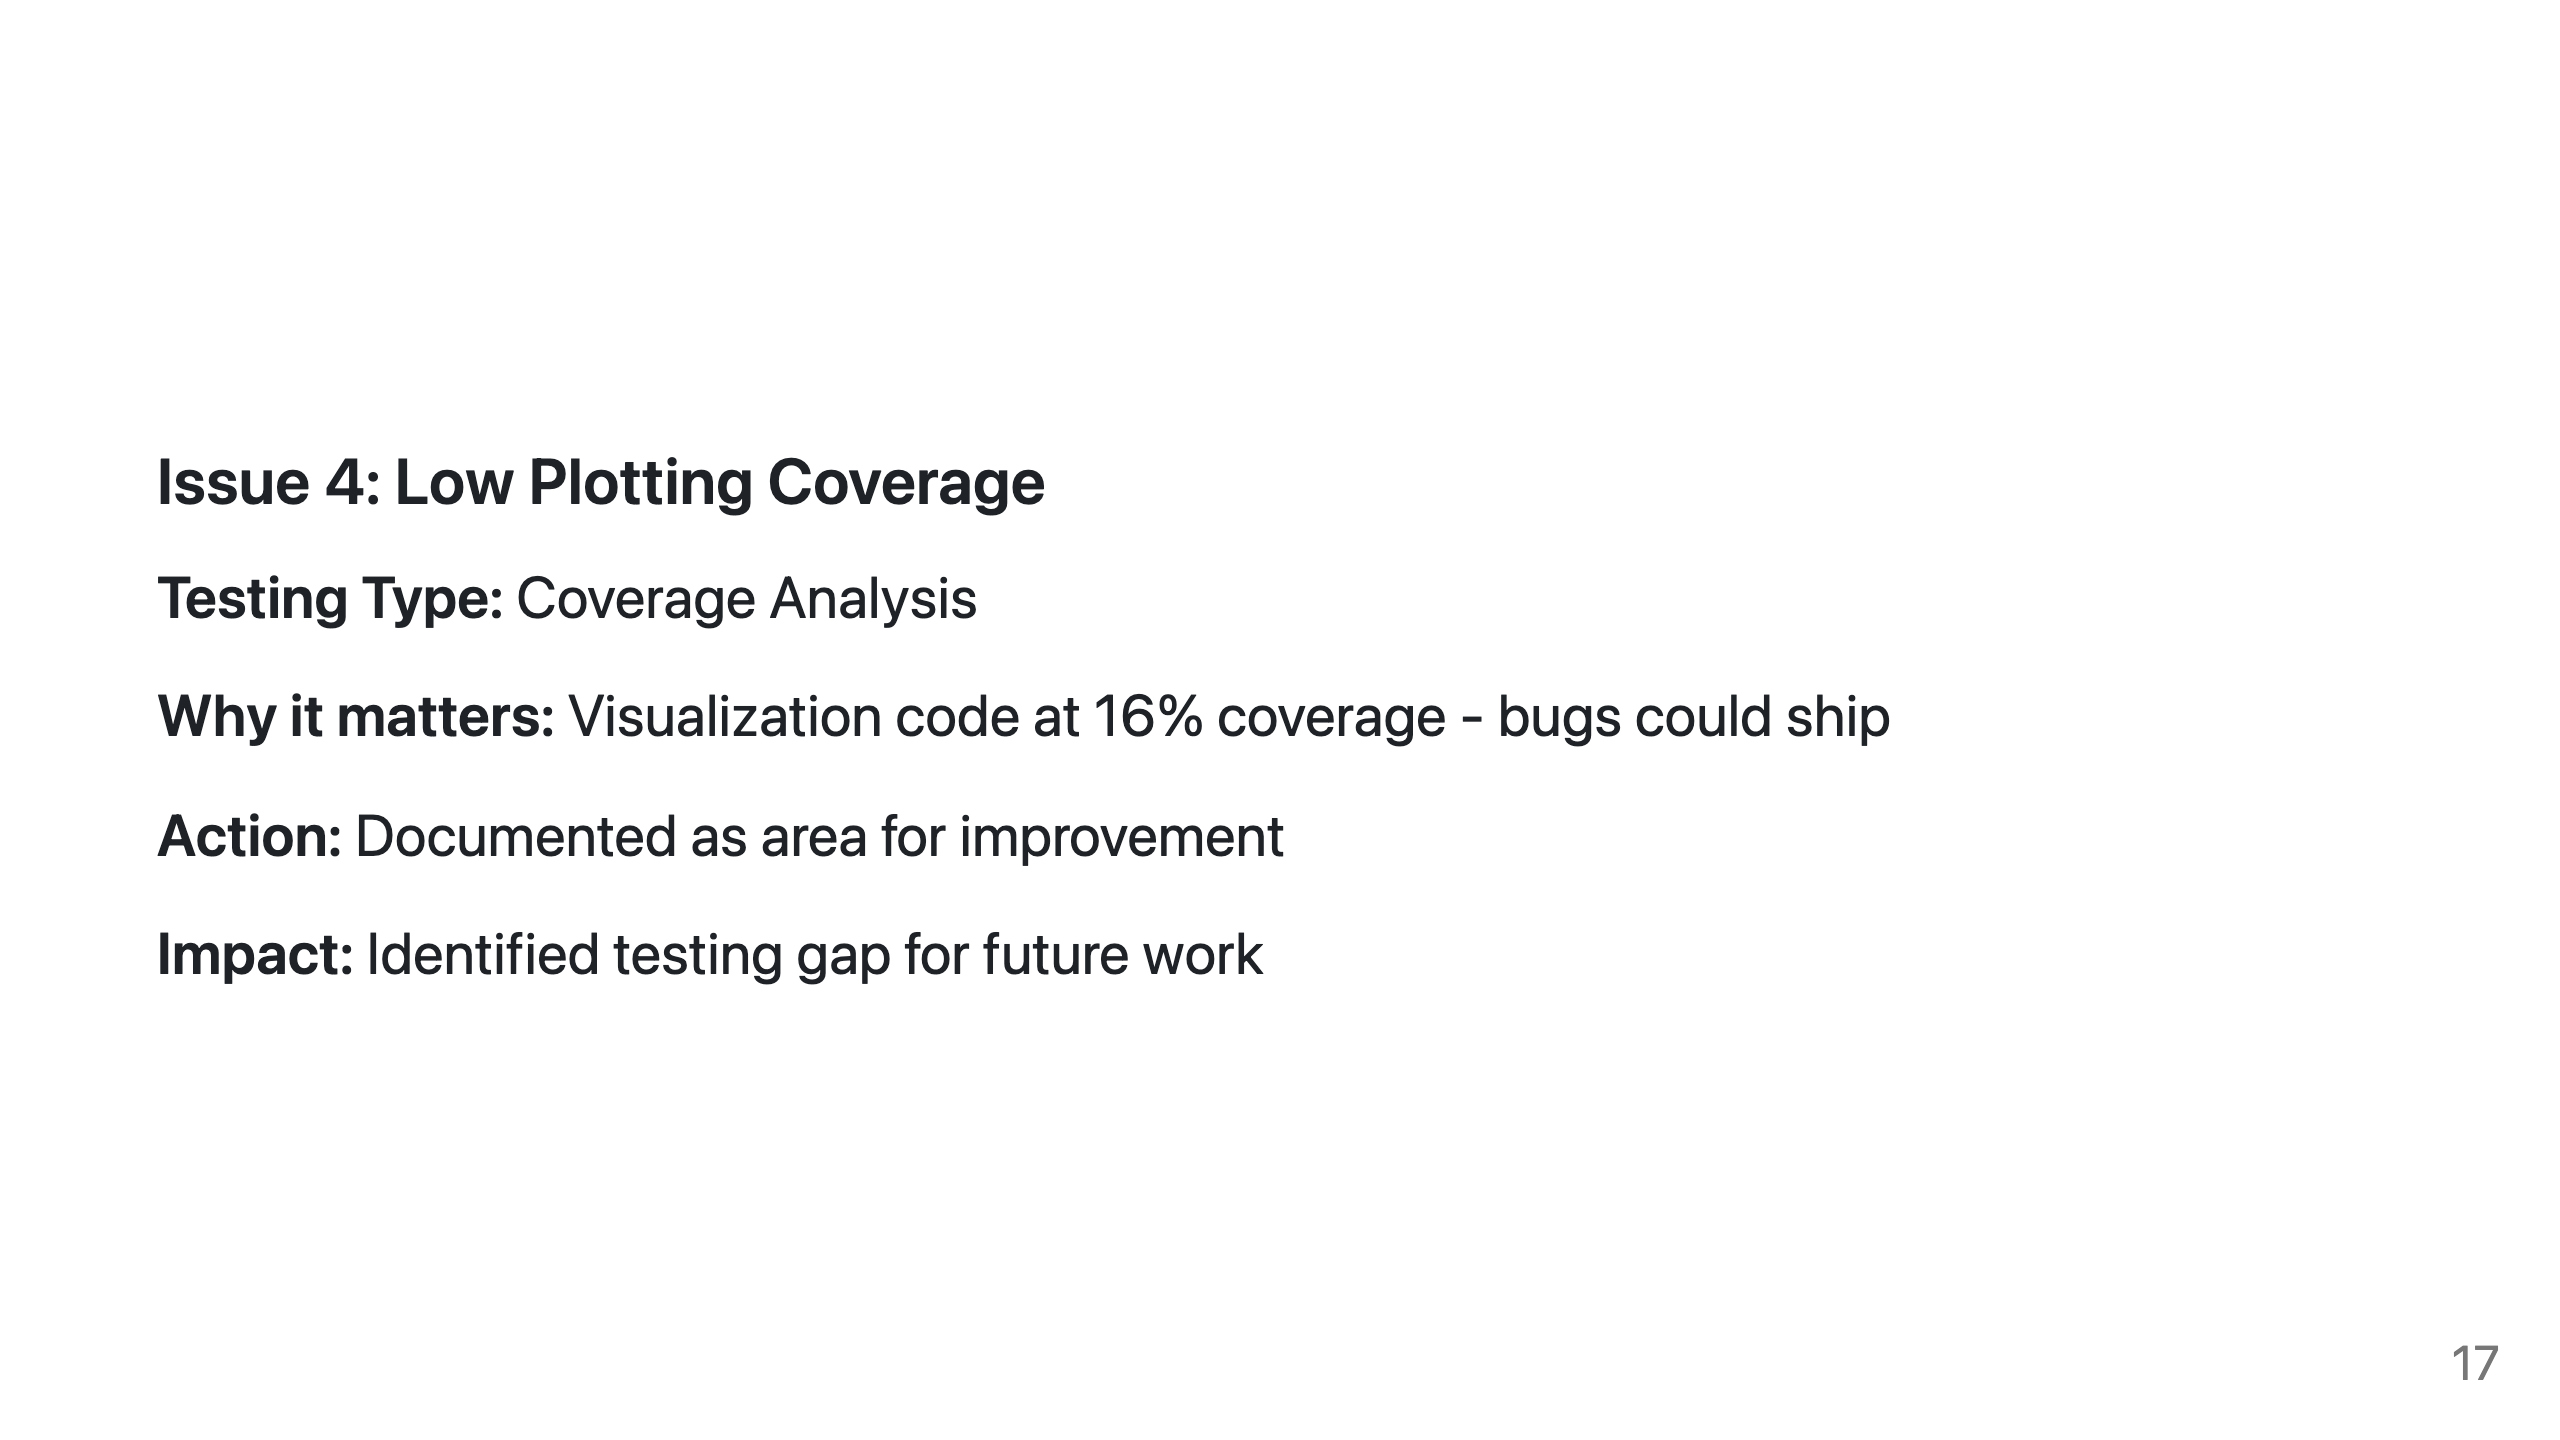 Issue 4: Low Plotting Coverage
Testing Type: Coverage Analysis
Why it matters: Visualization code at 16% coverage - bugs could ship
Action: Documented as area for improvement
Impact: Identified testing gap for future work
17